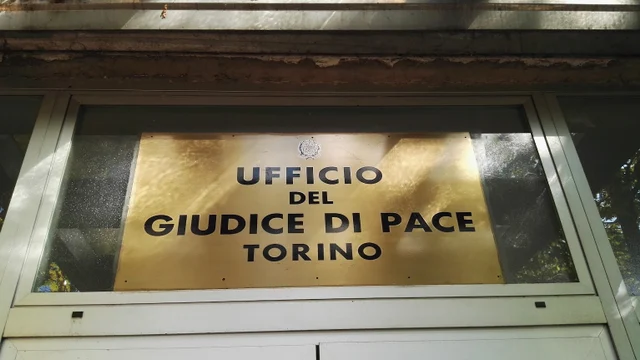 UFFICIO
DEL
GIUDICE DI PACE
TORINO